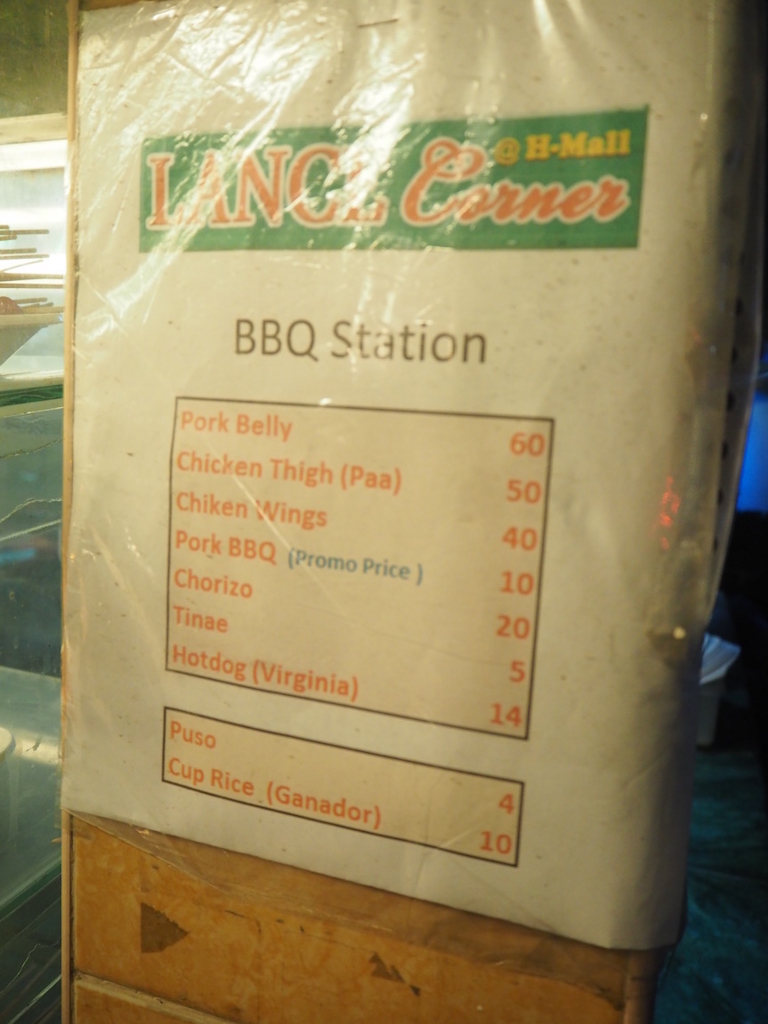 @ H-Mall
LANCE Corner
BBQ Station
Pork Belly 60
Chicken Thigh (Paa) 50
Chiken Wings 40
Pork BBQ (Promo Price ) 10
Chorizo 20
Tinae 5
Hotdog (Virginia) 14
Puso 4
Cup Rice (Ganador) 10